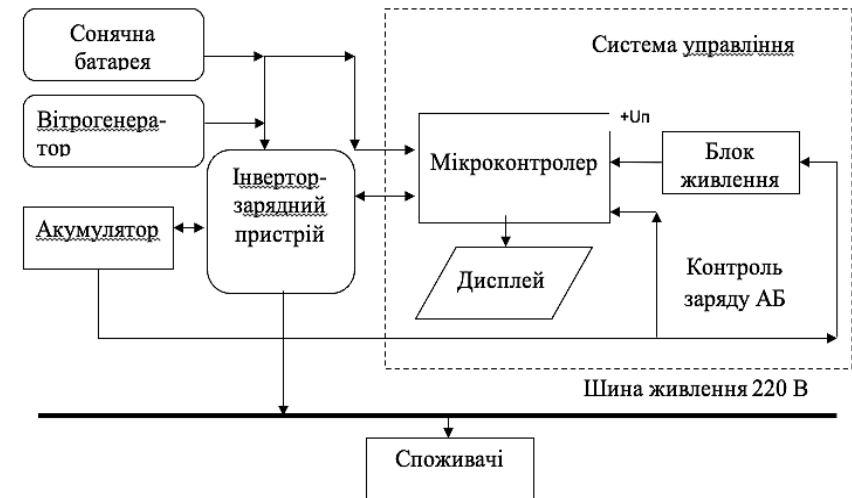 Сонячна
батарея
Система управління
Вітрогенера-
тор
+Uп
Мікроконтролер
Блок
живлення
Інвертор-
зарядний
пристрій
Акумулятор
Дисплей
Контроль
заряду АБ
Шина живлення 220 В
Споживачі